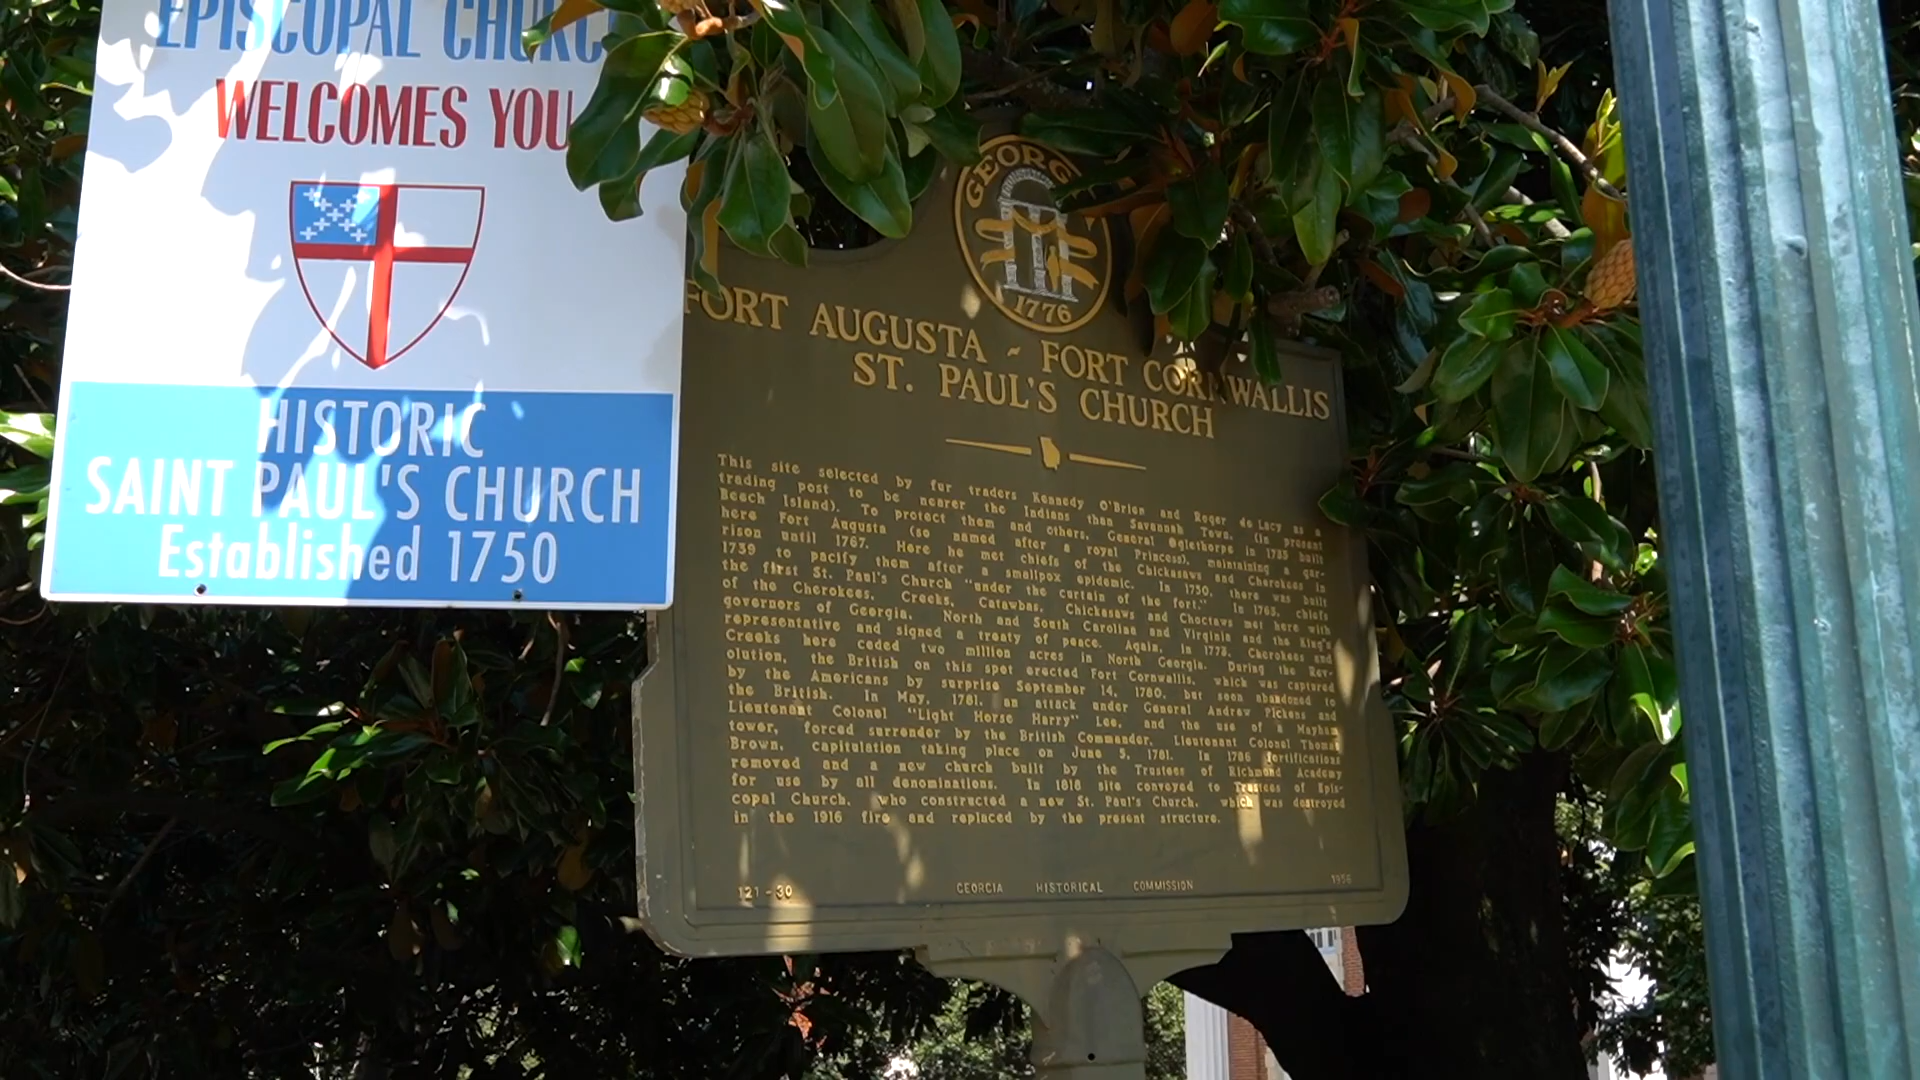 EPISCOPAL CHURC
WELCOMES YOU
HISTORIC
SAINT PAUL'S CHURCH
Established 1750
GEORG
1776
FORT AUGUSTA - FORT CORNWALLIS
ST. PAUL'S CHURCH
This site selected by fur traders Kennedy O'Brien and Roger de Lacy as a
trading post to be nearer the Indians than Savannah Town, (in present
Beech Island). To protect them and others, General Oglethorpe in 1735 built
here Fort Augusta (so named after a royal Princess), maintaining a gar-
rison until 1767. Here he met chiefs of the Chickasaws and Cherokees in
1739 to pacify them after a smallpox epidemic. In 1750, there was built
the first St. Paul's Church "under the curtain of the fort." In 1763, chiefs
of the Cherokees, Creeks, Catawbas, Chickasaws and Choctaws met here with
governors of Georgia, North and South Carolina and Virginia and the King's
representative and signed a treaty of peace. Again, in 1773, Cherokees and
Creeks here ceded two million acres in North Georgia. During the Rev-
olution, the British on this spot erected Fort Cornwallis, which was captured
by the Americans by surprise September 14, 1780, but soon abandoned to
the British. In May, 1781, an attack under General Andrew Pickens and
Lieutenant Colonel "Light Horse Harry" Lee, and the use of a Mayham
tower, forced surrender by the British Commander, Lieutenant Colonel Thomas
Brown, capitulation taking place on June 5, 1781. In 1786 fortifications
removed and a new church built by the Trustees of Richmond Academy
for use by all denominations. In 1818 site conveyed to Trustees of Epis-
copal Church, who constructed a new St. Paul's Church, which was destroyed
in the 1916 fire and replaced by the present structure.
121-30 GEORGIA HISTORICAL COMMISSION 1956